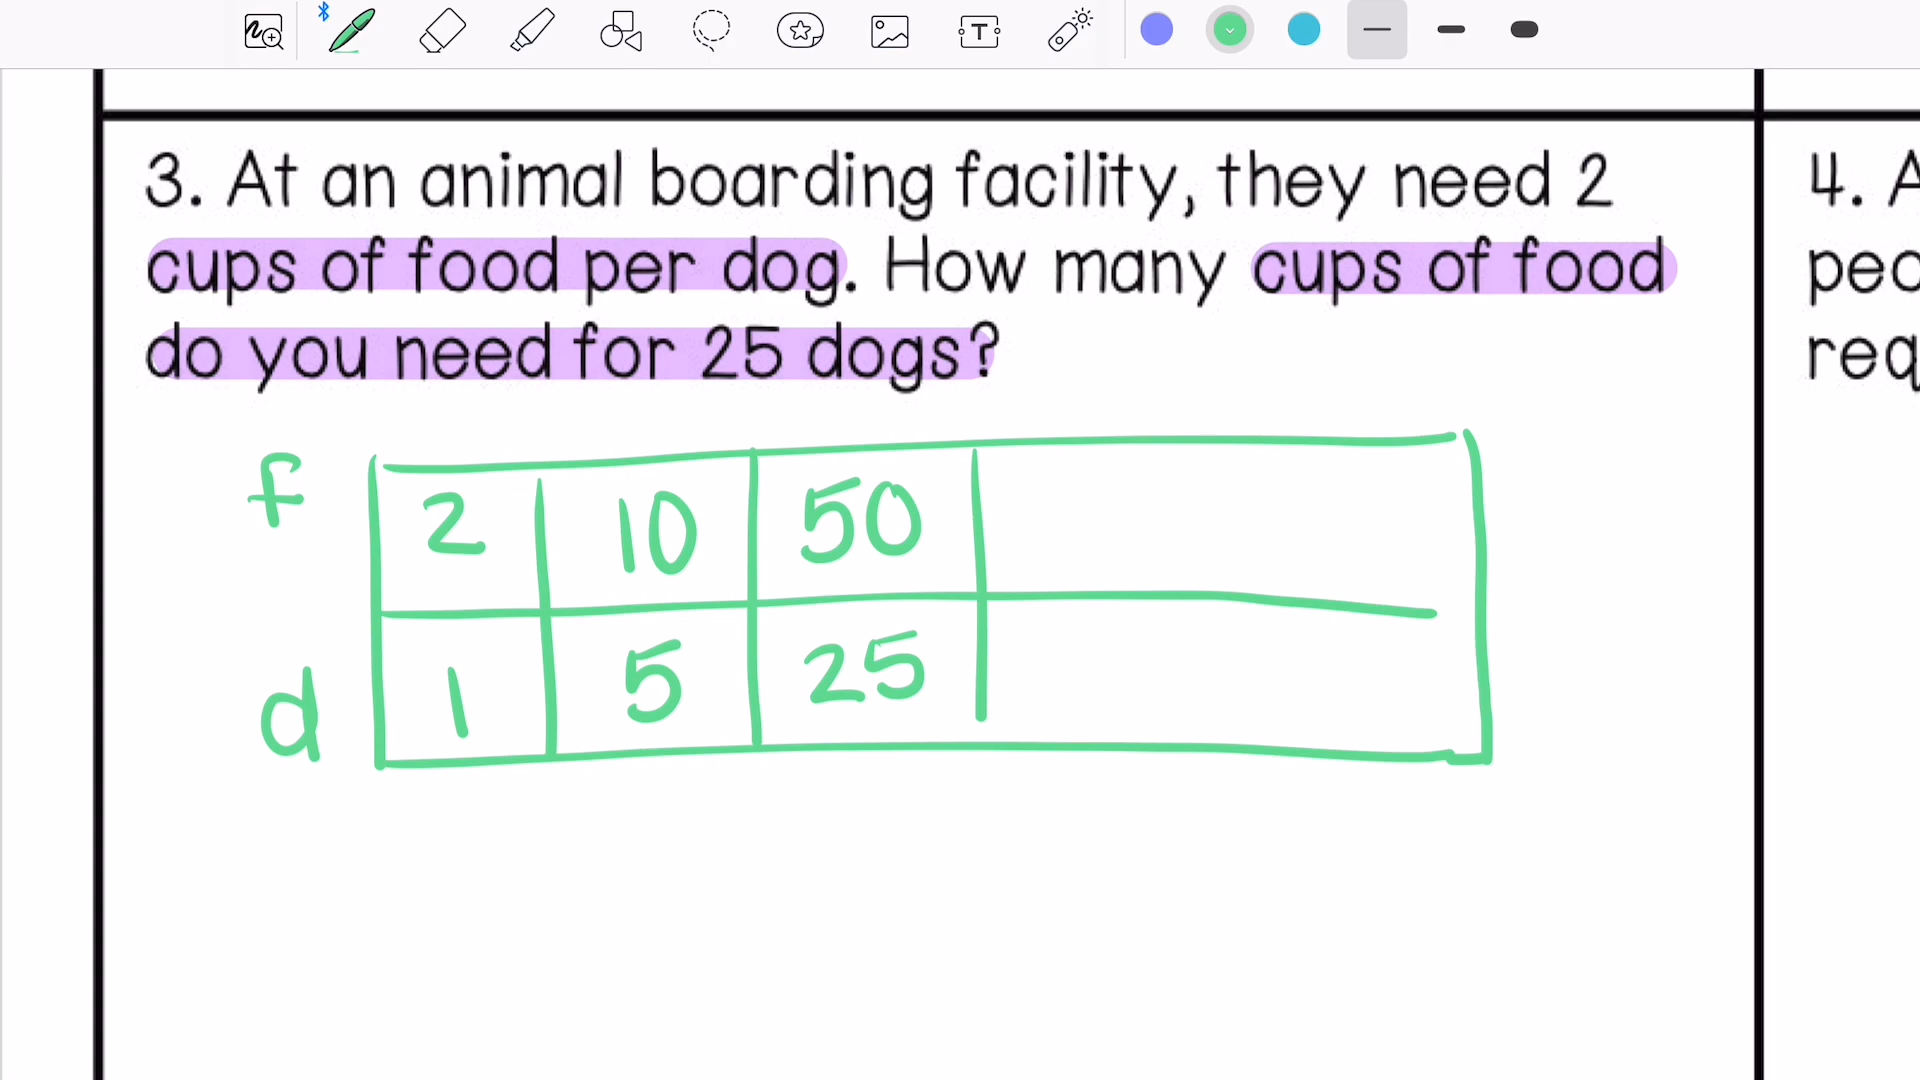 3. At an animal boarding facility, they need 2
cups of food per dog. How many cups of food
do you need for 25 dogs?
4. A
peo
req
f 2 10 50
d 1 5 25
T